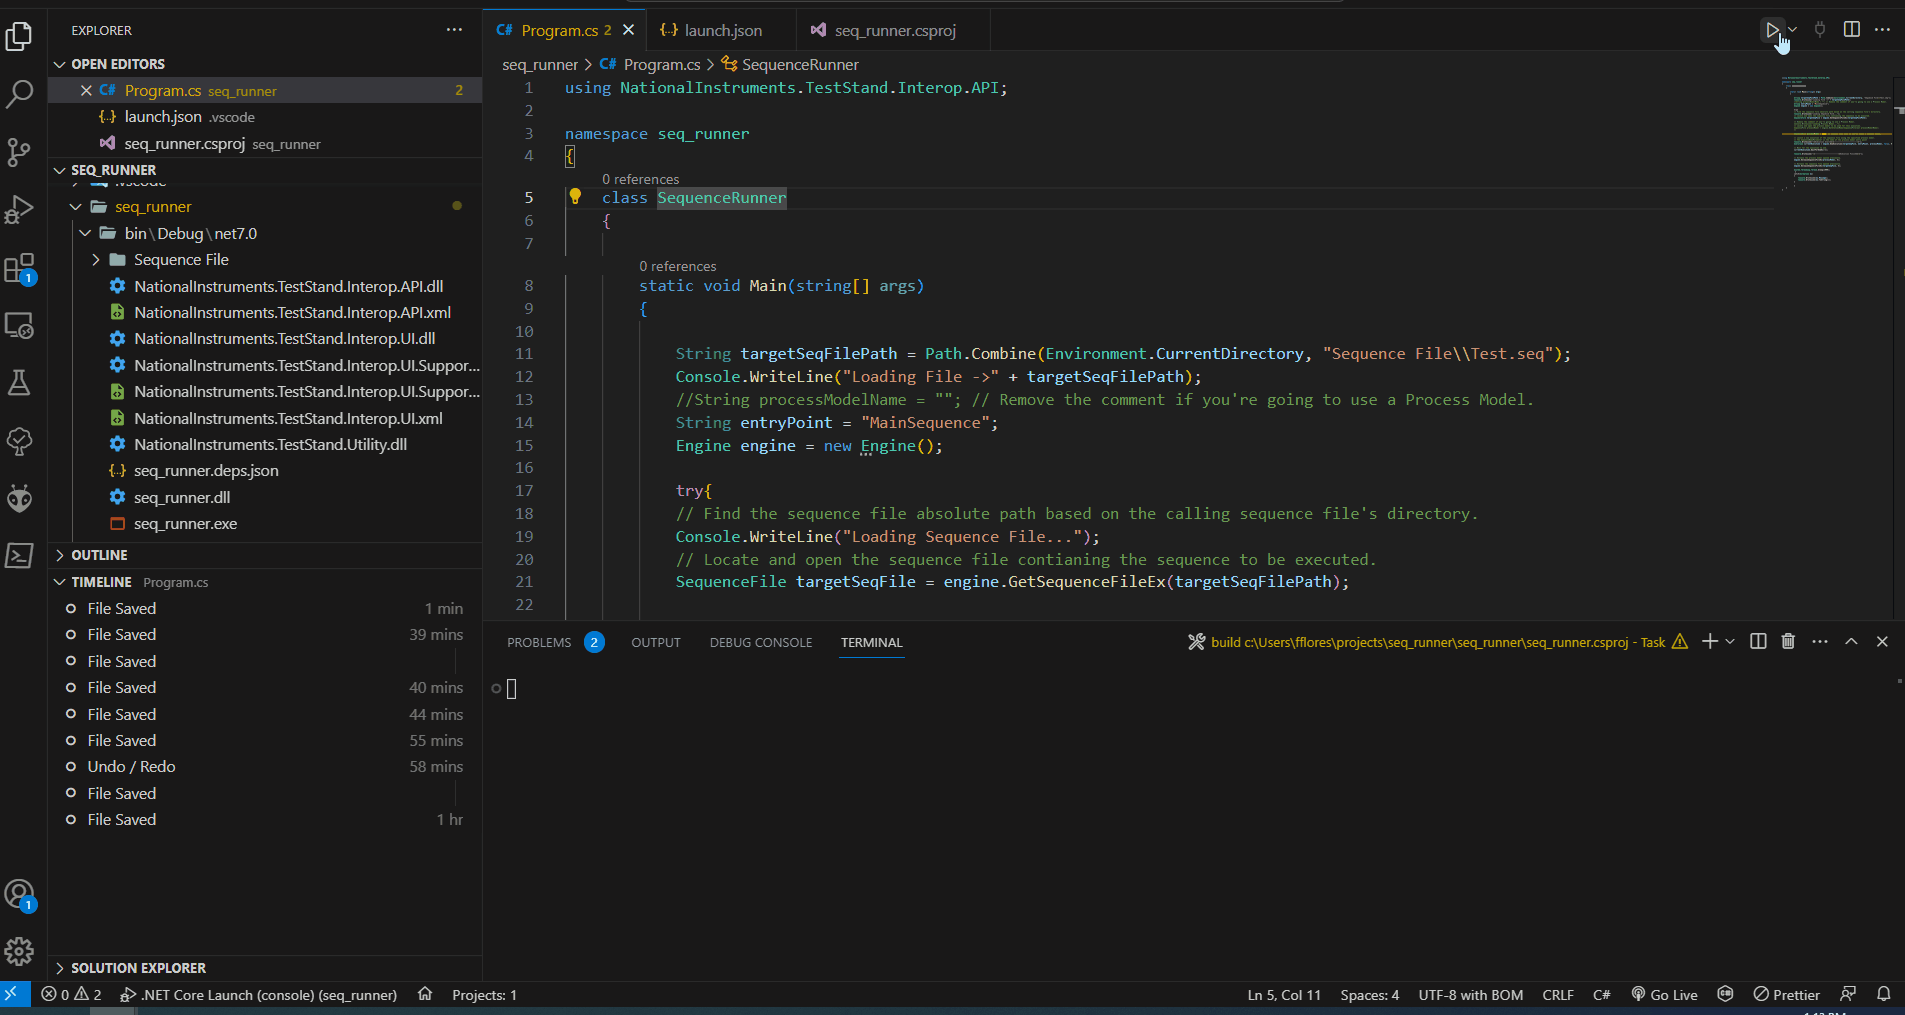 EXPLORER
OPEN EDITORS
Program.cs seq_runner 2
launch.json .vscode
seq_runner.csproj seq_runner
SEQ_RUNNER
.vscode
seq_runner
bin\Debug\net7.0
Sequence File
NationalInstruments.TestStand.Interop.API.dll
NationalInstruments.TestStand.Interop.API.xml
NationalInstruments.TestStand.Interop.UI.dll
NationalInstruments.TestStand.Interop.UI.Suppor...
NationalInstruments.TestStand.Interop.UI.Suppor...
NationalInstruments.TestStand.Interop.UI.xml
NationalInstruments.TestStand.Utility.dll
seq_runner.deps.json
seq_runner.dll
seq_runner.exe
OUTLINE
TIMELINE Program.cs
File Saved 1 min
File Saved 39 mins
File Saved
File Saved 40 mins
File Saved 44 mins
File Saved 55 mins
Undo / Redo 58 mins
File Saved
File Saved 1 hr
SOLUTION EXPLORER
1
1
C# Program.cs 2
launch.json
seq_runner.csproj
seq_runner > C# Program.cs > SequenceRunner
1 using NationalInstruments.TestStand.Interop.API;
2
3 namespace seq_runner
4 {
0 references
5 class SequenceRunner
6 {
7
0 references
8 static void Main(string[] args)
9 {
10
11 String targetSeqFilePath = Path.Combine(Environment.CurrentDirectory, "Sequence File\\Test.seq");
12 Console.WriteLine("Loading File ->" + targetSeqFilePath);
13 //String processModelName = ""; // Remove the comment if you're going to use a Process Model.
14 String entryPoint = "MainSequence";
15 Engine engine = new Engine();
16
17 try{
18 // Find the sequence file absolute path based on the calling sequence file's directory.
19 Console.WriteLine("Loading Sequence File...");
20 // Locate and open the sequence file contianing the sequence to be executed.
21 SequenceFile targetSeqFile = engine.GetSequenceFileEx(targetSeqFilePath);
22
PROBLEMS 2 OUTPUT DEBUG CONSOLE TERMINAL
build c:\Users\fflores\projects\seq_runner\seq_runner\seq_runner.csproj - Task
0 2 .NET Core Launch (console) (seq_runner) Projects: 1
Ln 5, Col 11 Spaces: 4 UTF-8 with BOM CRLF C# Go Live Prettier